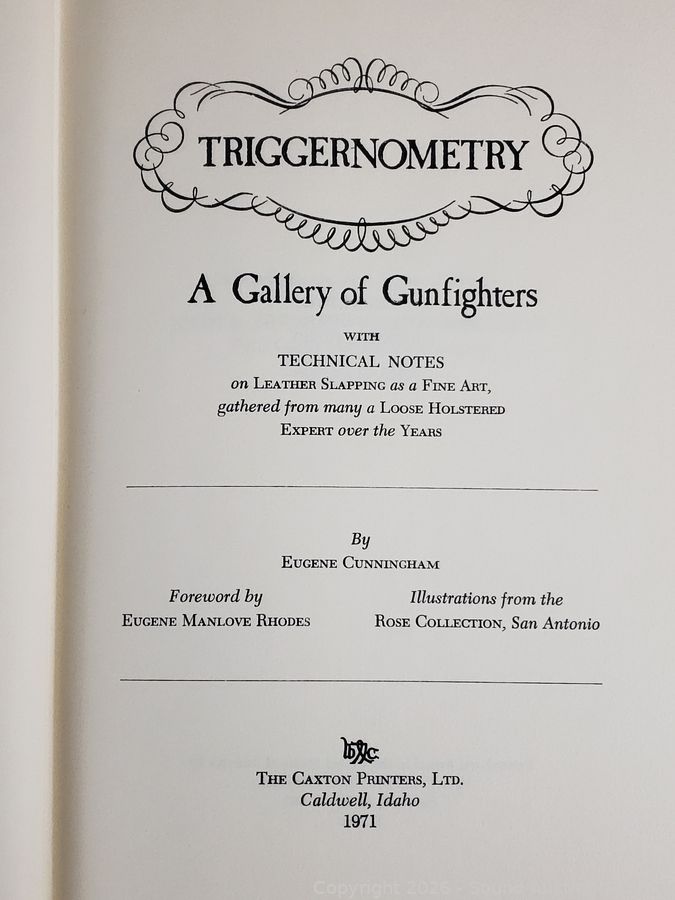 TRIGGERNOMETRY
A Gallery of Gunfighters
WITH
TECHNICAL NOTES
on LEATHER SLAPPING as a FINE ART,
gathered from many a LOOSE HOLSTERED
EXPERT over the YEARS
By
EUGENE CUNNINGHAM
Foreword by
EUGENE MANLOVE RHODES
Illustrations from the
ROSE COLLECTION, San Antonio
THE CAXTON PRINTERS, LTD.
Caldwell, Idaho
1971
Copyright 2026 -